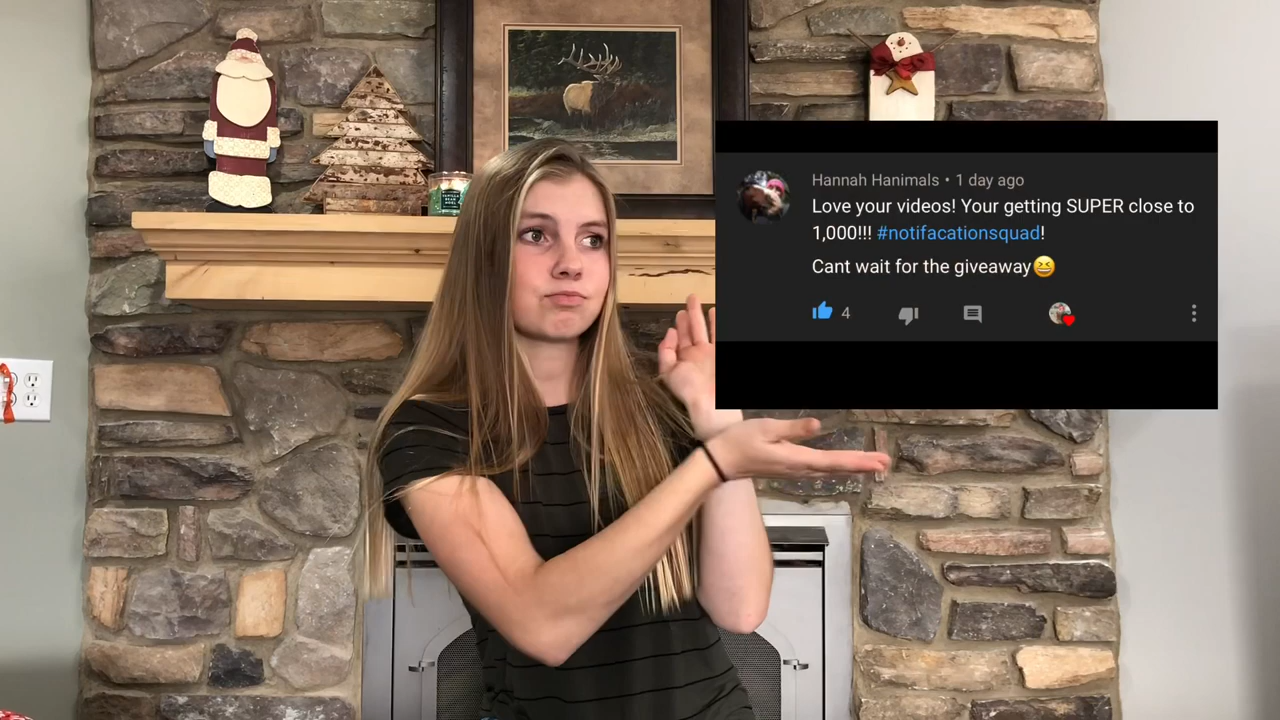 Hannah Hanimals • 1 day ago
Love your videos! Your getting SUPER close to
1,000!!! #notifacationsquad!
Cant wait for the giveaway😆
4